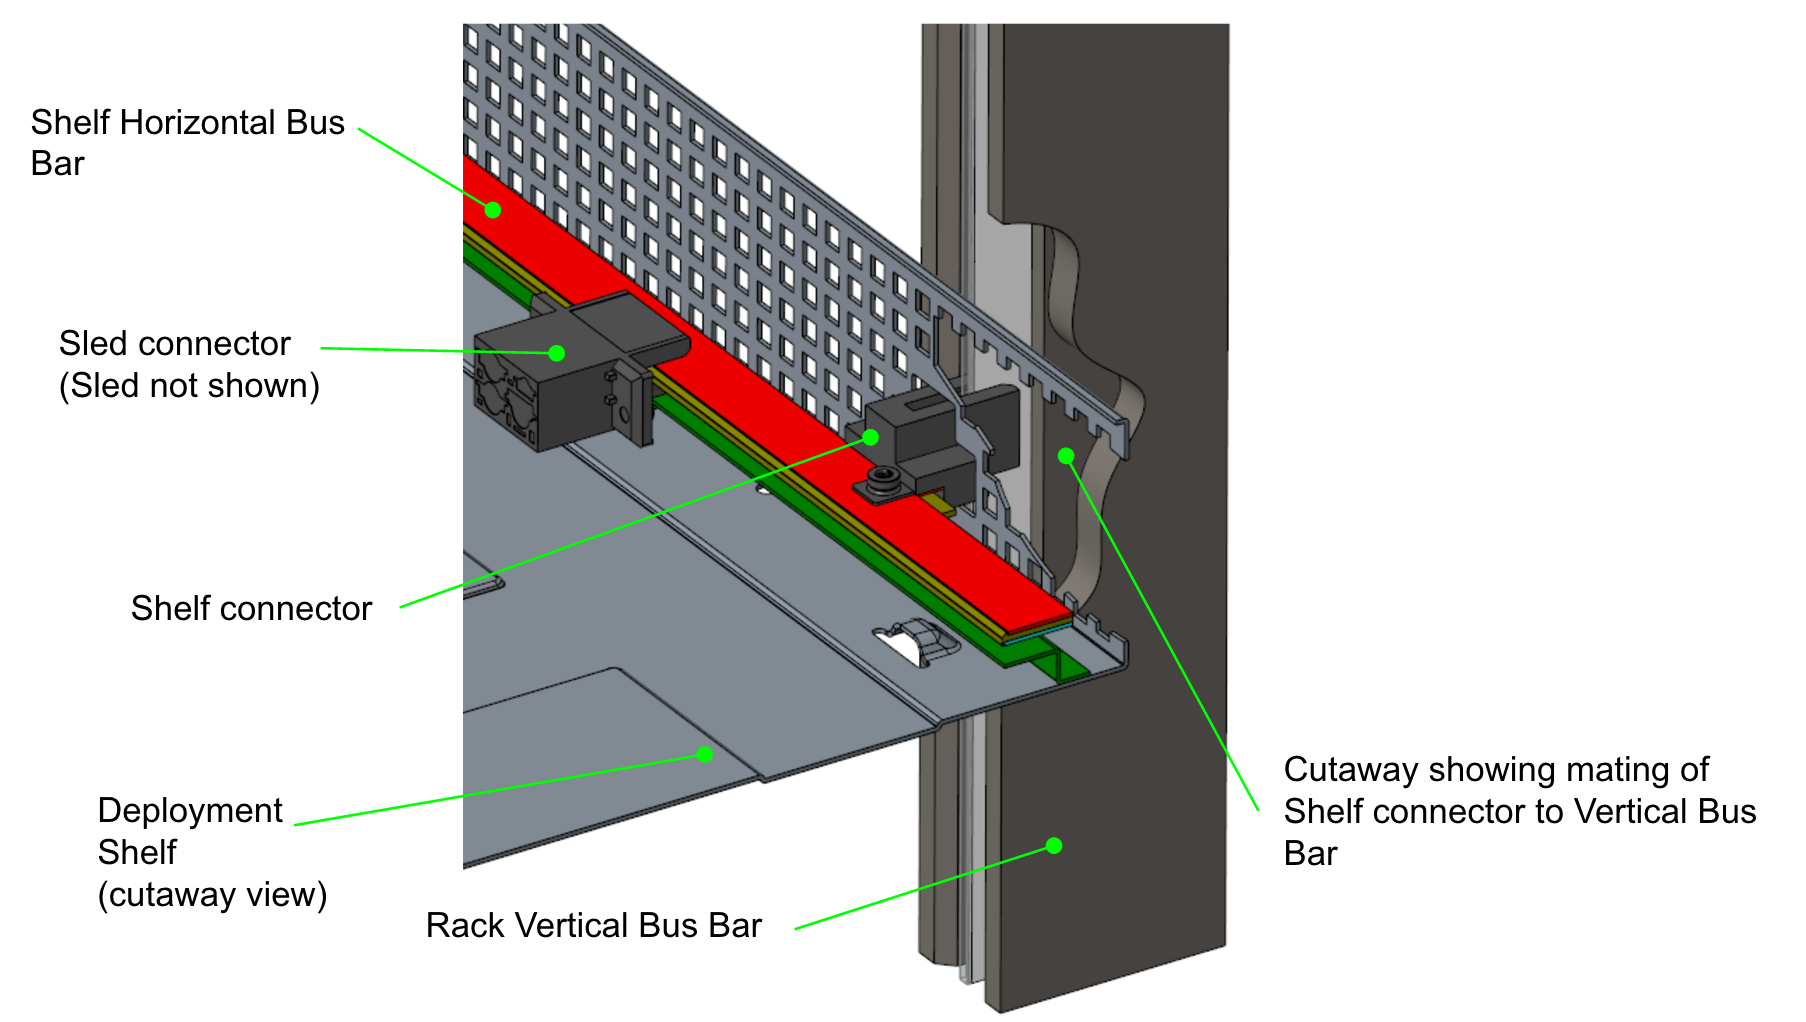 Shelf Horizontal Bus
Bar
Sled connector
(Sled not shown)
Shelf connector
Deployment
Shelf
(cutaway view)
Rack Vertical Bus Bar
Cutaway showing mating of
Shelf connector to Vertical Bus
Bar